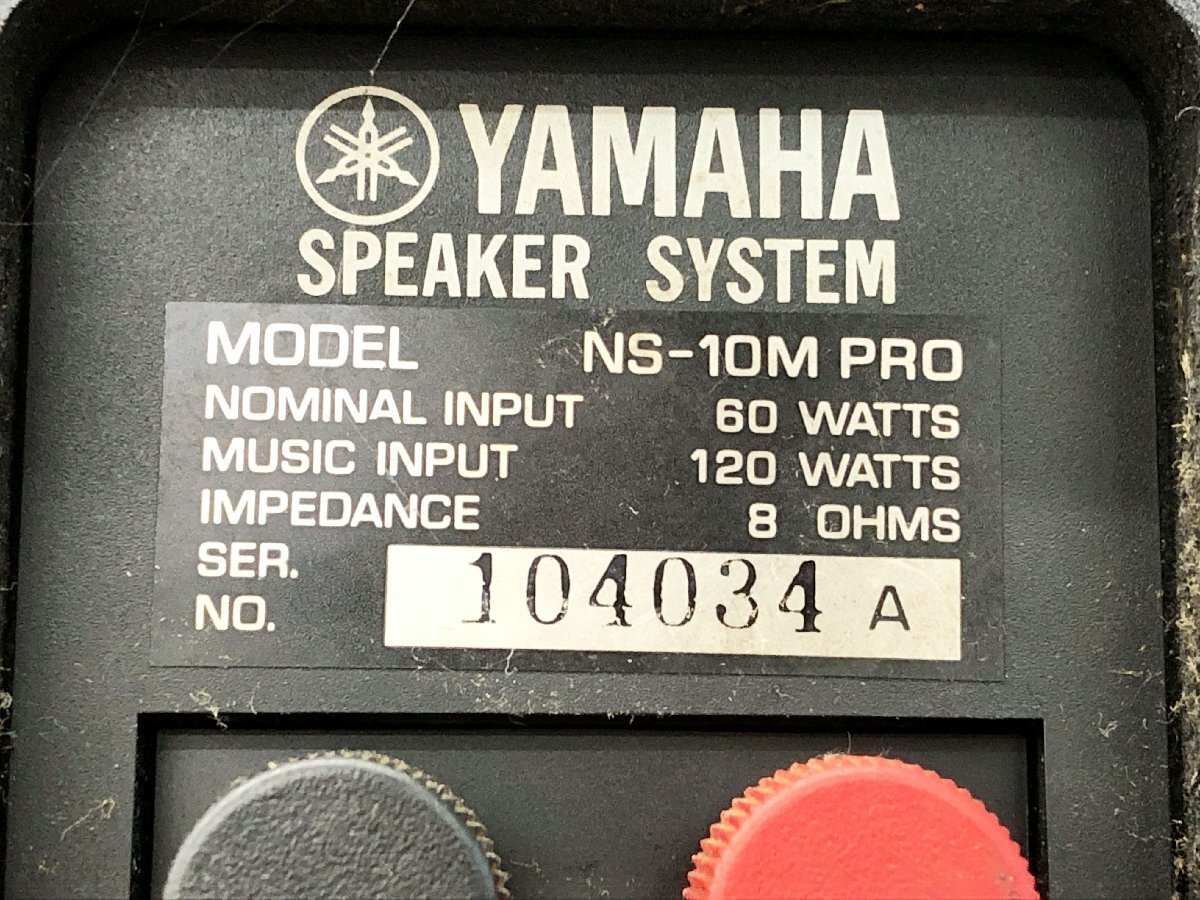 YAMAHA
SPEAKER SYSTEM
MODEL NS-10M PRO
NOMINAL INPUT 60 WATTS
MUSIC INPUT 120 WATTS
IMPEDANCE 8 OHMS
SER.
NO. 104034 A